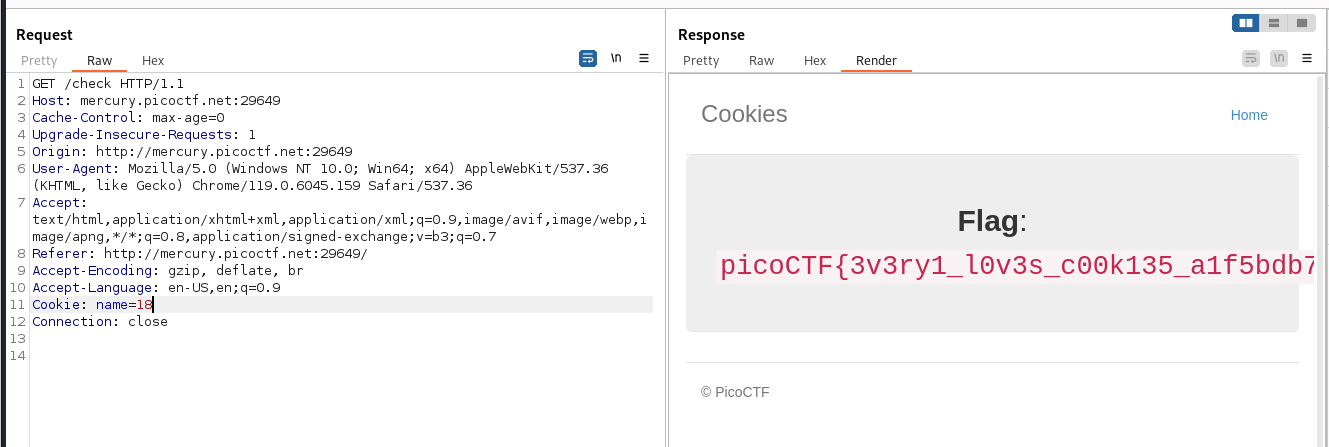 Request
Pretty Raw Hex
\n
1 GET /check HTTP/1.1
2 Host: mercury.picoctf.net:29649
3 Cache-Control: max-age=0
4 Upgrade-Insecure-Requests: 1
5 Origin: http://mercury.picoctf.net:29649
6 User-Agent: Mozilla/5.0 (Windows NT 10.0; Win64; x64) AppleWebKit/537.36
(KHTML, like Gecko) Chrome/119.0.6045.159 Safari/537.36
7 Accept:
text/html,application/xhtml+xml,application/xml;q=0.9,image/avif,image/webp,i
mage/apng,*/*;q=0.8,application/signed-exchange;v=b3;q=0.7
8 Referer: http://mercury.picoctf.net:29649/
9 Accept-Encoding: gzip, deflate, br
10 Accept-Language: en-US,en;q=0.9
11 Cookie: name=18
12 Connection: close
13
14
Response
Pretty Raw Hex Render
\n
Cookies
Home
Flag:
picoCTF{3v3ry1_l0v3s_c00k135_a1f5bdb7
© PicoCTF